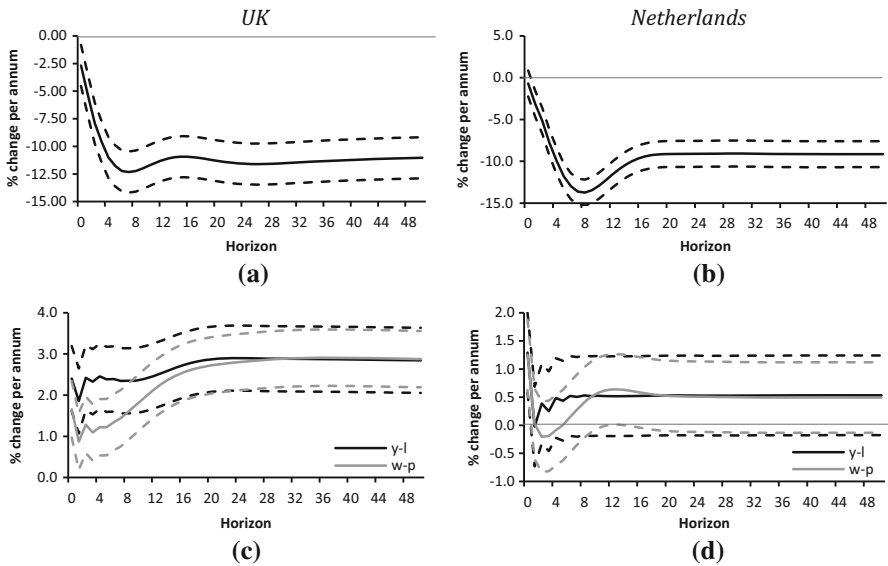 UK
Netherlands
% change per annum
0.00
-2.50
-5.00
-7.50
-10.00
-12.50
-15.00
0 4 8 12 16 20 24 28 32 36 40 44 48
Horizon
(a)
% change per annum
5.0
0.0
-5.0
-10.0
-15.0
0 4 8 12 16 20 24 28 32 36 40 44 48
Horizon
(b)
% change per annum
4.0
3.0
2.0
1.0
0.0
y-l
w-p
0 4 8 12 16 20 24 28 32 36 40 44 48
Horizon
(c)
% change per annum
2.0
1.5
1.0
0.5
0.0
-0.5
-1.0
y-l
w-p
0 4 8 12 16 20 24 28 32 36 40 44 48
Horizon
(d)